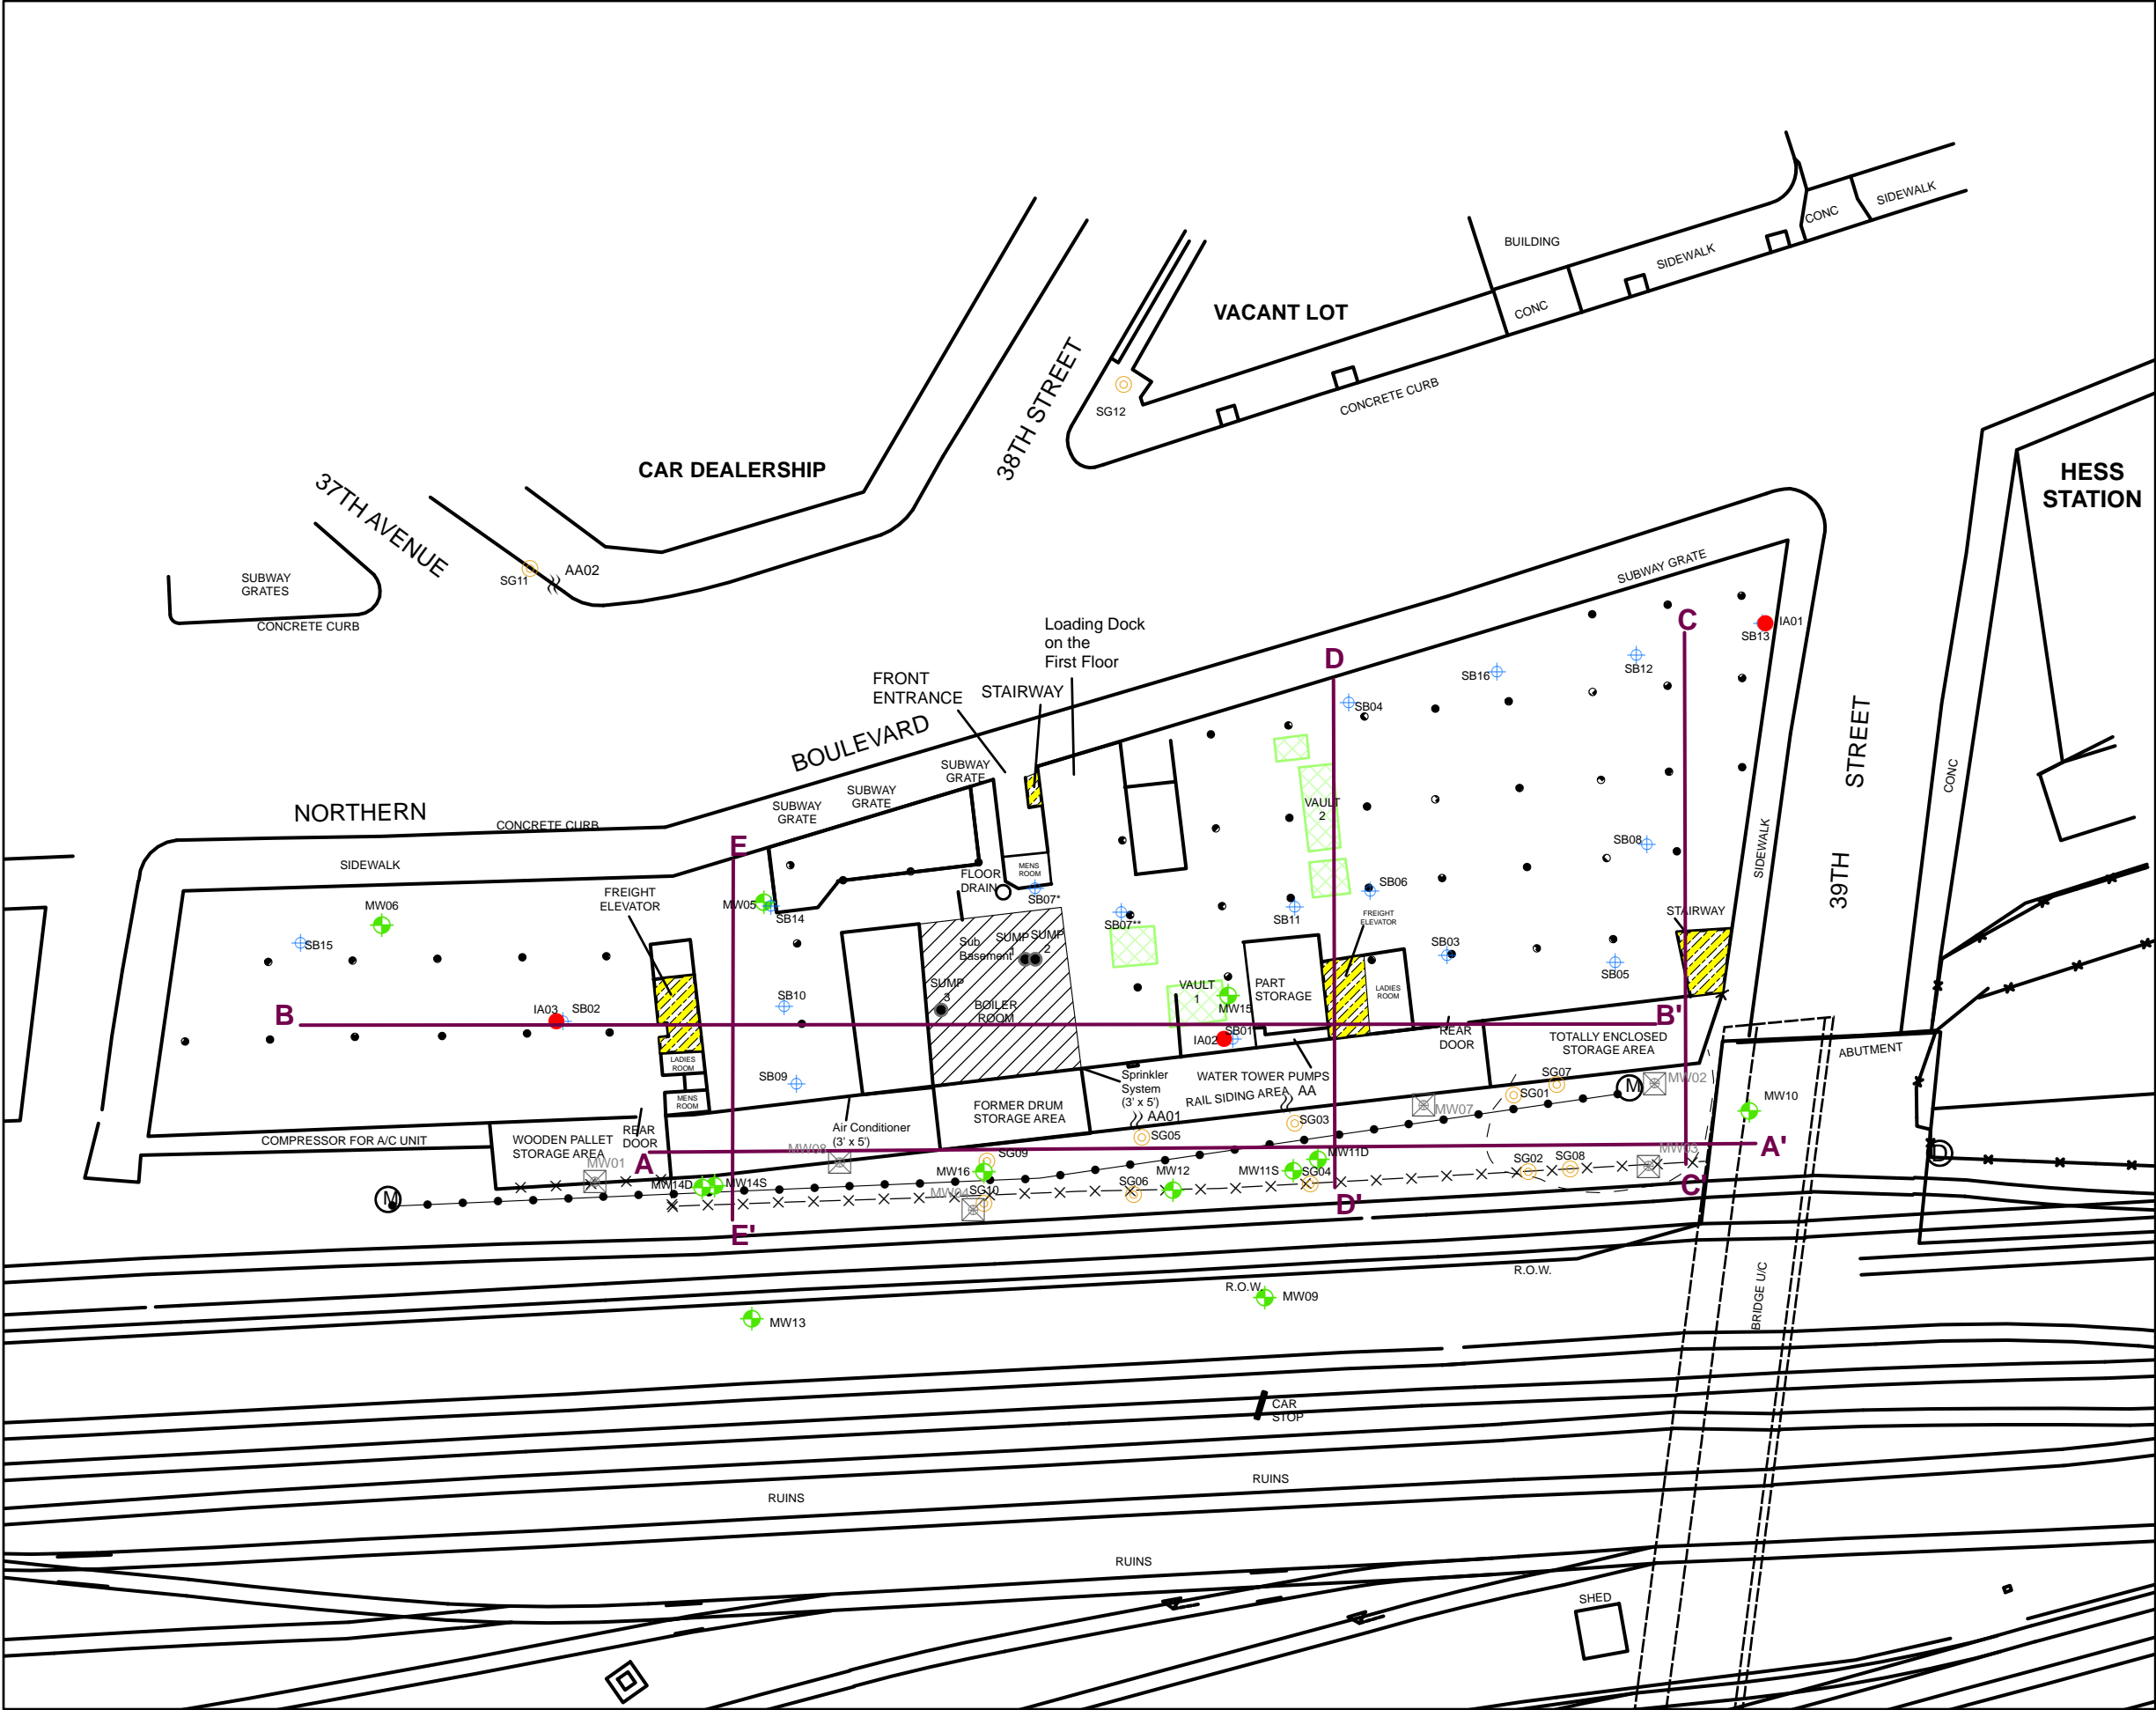 SIDEWALK
CONC
BUILDING
SIDEWALK
CONC
VACANT LOT
CONCRETE CURB
SG12
38TH STREET
CAR DEALERSHIP
HESS
STATION
37TH AVENUE
SG11
AA02
SUBWAY
GRATES
CONCRETE CURB
SUBWAY GRATE
C
IA01
SB13
SB12
SB16
Loading Dock
on the
First Floor
D
FRONT
ENTRANCE
STAIRWAY
SB04
BOULEVARD
39TH
STREET
CONC
SUBWAY
GRATE
SUBWAY
GRATE
SUBWAY
GRATE
NORTHERN
CONCRETE CURB
VAULT
2
SIDEWALK
E
SB08
SIDEWALK
MENS
ROOM
FLOOR
DRAIN
SB07*
SB06
FREIGHT
ELEVATOR
MW06
MW05
SB14
SB07**
SB11
FREIGHT
ELEVATOR
STAIRWAY
SB15
Sub
Basement
SUMP
1
SUMP
2
SB03
SB05
SUMP
3
BOILER
ROOM
VAULT
1
PART
STORAGE
LADIES
ROOM
MW15
SB10
B
IA03
SB02
B'
SB01
IA02
REAR
DOOR
TOTALLY ENCLOSED
STORAGE AREA
ABUTMENT
LADIES
ROOM
SB09
Sprinkler
System
(3' x 5')
WATER TOWER PUMPS
AA
RAIL SIDING AREA
SG07
SG01
M
MW02
MENS
ROOM
FORMER DRUM
STORAGE AREA
MW07
MW10
AA01
SG03
SG05
Air Conditioner
(3' x 5')
REAR
DOOR
COMPRESSOR FOR A/C UNIT
WOODEN PALLET
STORAGE AREA
MW01
A
MW08
SG09
MW16
MW12
MW11S
MW11D
SG04
SG02
SG08
MW03
A'
D
MW14D
MW14S
MW04
SG10
SG06
C'
M
D'
E'
R.O.W.
R.O.W.
MW09
MW13
BRIDGE U/C
CAR
STOP
RUINS
RUINS
RUINS
SHED